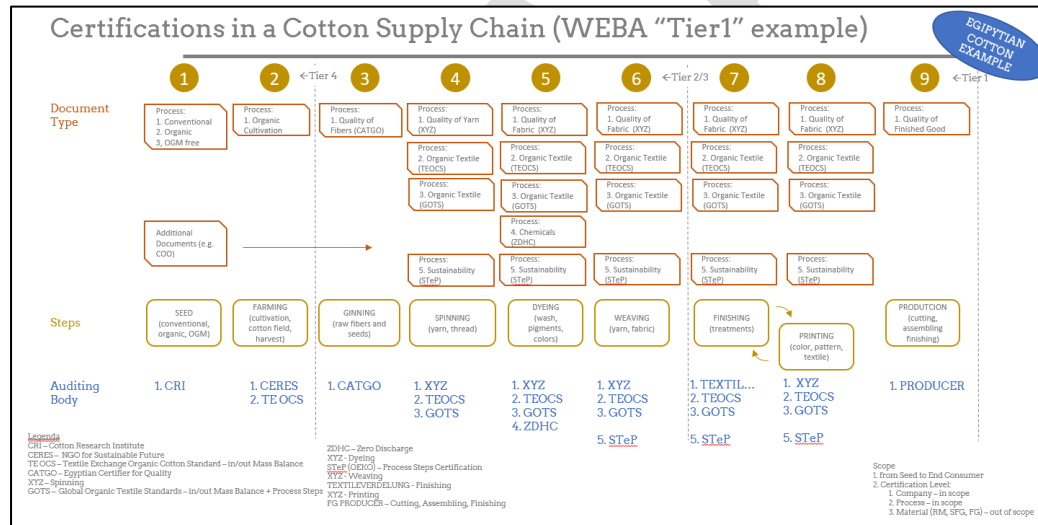 Certifications in a Cotton Supply Chain (WEBA “Tier1” example)
EGIPYTIAN
COTTON
EXAMPLE
1
2
←Tier 4
3
4
5
6
←Tier 2/3
7
8
9
←Tier 1
Document
Type
Process:
1. Conventional
2. Organic
3, OGM free
Process:
1. Organic
Cultivation
Process:
1. Quality of
Fibers (CATGO)
Process:
1. Quality of Yarn
(XYZ)
Process:
1. Quality of
Fabric (XYZ)
Process:
1. Quality of
Fabric (XYZ)
Process:
1. Quality of
Fabric (XYZ)
Process:
1. Quality of
Fabric (XYZ)
Process:
1. Quality of
Finished Good
Process:
2. Organic Textile
(TEOCS)
Process:
2. Organic Textile
(TEOCS)
Process:
2. Organic Textile
(TEOCS)
Process:
2. Organic Textile
(TEOCS)
Process:
2. Organic Textile
(TEOCS)
Process:
3. Organic Textile
(GOTS)
Process:
3. Organic Textile
(GOTS)
Process:
3. Organic Textile
(GOTS)
Process:
3. Organic Textile
(GOTS)
Process:
3. Organic Textile
(GOTS)
Additional
Documents (e.g.
COO)
Process:
4. Chemicals
(ZDHC)
Process:
5. Sustainability
(STeP)
Process:
5. Sustainability
(STeP)
Process:
5. Sustainability
(STeP)
Process:
5. Sustainability
(STeP)
Process:
5. Sustainability
(STeP)
Steps
SEED
(conventional,
organic, OGM)
FARMING
(cultivation,
cotton field,
harvest)
GINNING
(raw fibers and
seeds)
SPINNING
(yarn, thread)
DYEING
(wash,
pigments,
colors)
WEAVING
(yarn, fabric)
FINISHING
(treatments)
PRINTING
(color, pattern,
textile)
PRODUTCION
(cutting,
assembling
finishing)
Auditing
Body
1. CRI
1. CERES
2. TE OCS
1. CATGO
1. XYZ
2. TEOCS
3. GOTS
1. XYZ
2. TEOCS
3. GOTS
4. ZDHC
1. XYZ
2. TEOCS
3. GOTS
5. STeP
1. TEXTIL...
2. TEOCS
3. GOTS
5. STeP
1. XYZ
2. TEOCS
3. GOTS
5. STeP
1. PRODUCER
Legenda
CRI – Cotton Research Institute
CERES – NGO for Sustainable Future
TE OCS – Textile Exchange Organic Cotton Standard – in/out Mass Balance
CATGO – Egyptian Certifier for Quality
XYZ – Spinning
GOTS – Global Organic Textile Standards – in/out Mass Balance + Process Steps
ZDHC – Zero Discharge
XYZ - Dyeing
STeP (OEKO) – Process Steps Certification
XYZ - Weaving
TEXTILEVERDELUNG - Finishing
XYZ - Printing
FG PRODUCER – Cutting, Assembling, Finishing
Scope
1. from Seed to End Consumer
2. Certification Level:
1. Company – in scope
2. Process – in scope
3. Material (RM, SFG, FG) – out of scope